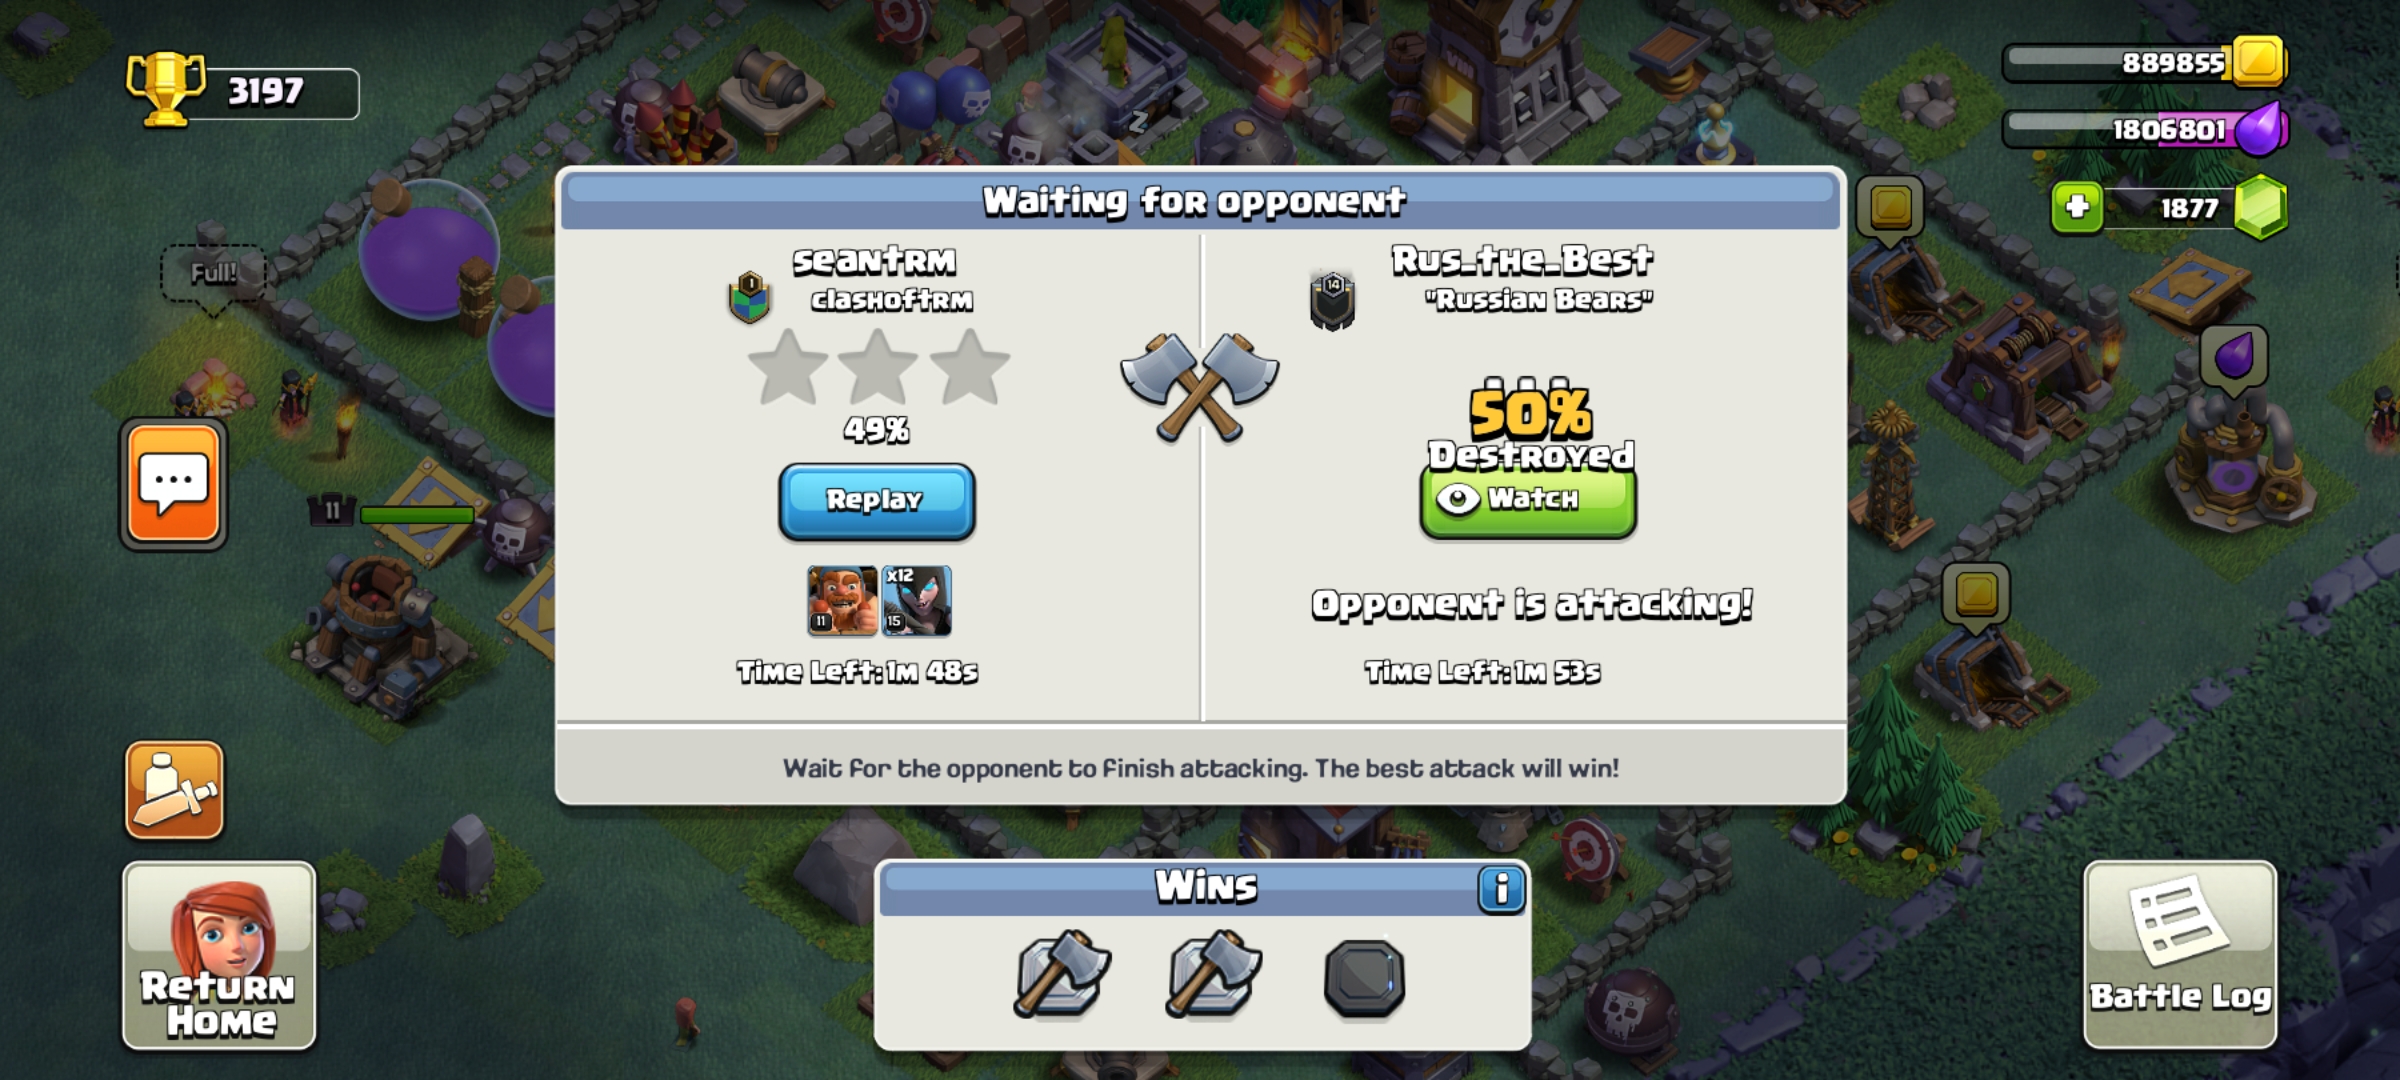 3197
889855
1806801
1877
Full!
11
Waiting for opponent
seantrm
1
clashoftrm
49%
Replay
x12
11
15
Time Left:1m 48s
Rus_the_Best
14
"Russian Bears"
50%
Destroyed
Watch
Opponent is attacking!
Time Left:1m 53s
Wait for the opponent to finish attacking. The best attack will win!
Wins
i
Return
Home
Battle Log
z